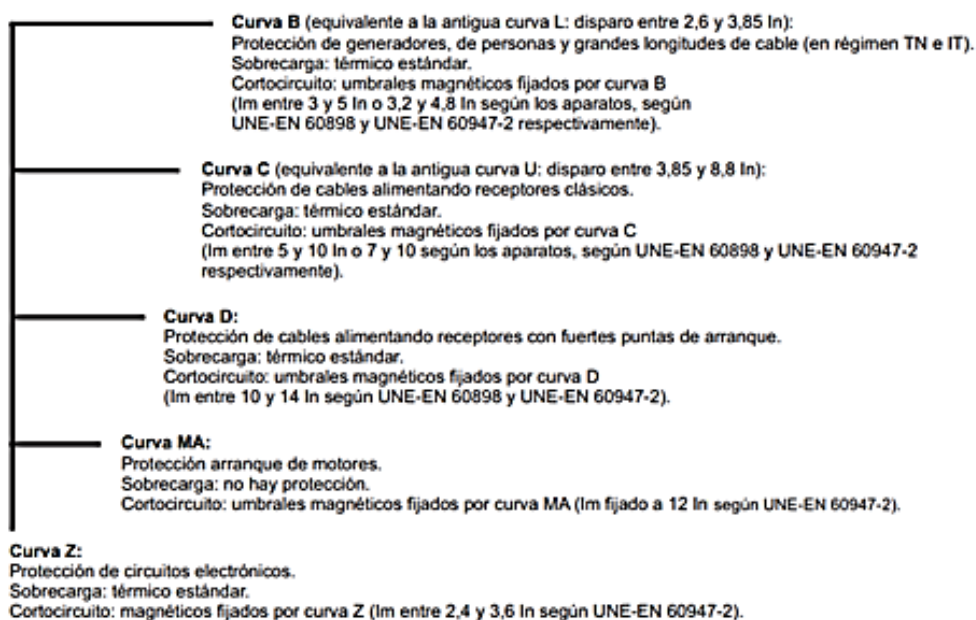 Curva B (equivalente a la antigua curva L: disparo entre 2,6 y 3,85 In):
Protección de generadores, de personas y grandes longitudes de cable (en régimen TN e IT).
Sobrecarga: térmico estándar.
Cortocircuito: umbrales magnéticos fijados por curva B
(Im entre 3 y 5 In o 3,2 y 4,8 In según los aparatos, según
UNE-EN 60898 y UNE-EN 60947-2 respectivamente).
Curva C (equivalente a la antigua curva U: disparo entre 3,85 y 8,8 In):
Protección de cables alimentando receptores clásicos.
Sobrecarga: térmico estándar.
Cortocircuito: umbrales magnéticos fijados por curva C
(Im entre 5 y 10 In o 7 y 10 según los aparatos, según UNE-EN 60898 y UNE-EN 60947-2
respectivamente).
Curva D:
Protección de cables alimentando receptores con fuertes puntas de arranque.
Sobrecarga: térmico estándar.
Cortocircuito: umbrales magnéticos fijados por curva D
(Im entre 10 y 14 In según UNE-EN 60898 y UNE-EN 60947-2).
Curva MA:
Protección arranque de motores.
Sobrecarga: no hay protección.
Cortocircuito: umbrales magnéticos fijados por curva MA (Im fijado a 12 In según UNE-EN 60947-2).
Curva Z:
Protección de circuitos electrónicos.
Sobrecarga: térmico estándar.
Cortocircuito: magnéticos fijados por curva Z (Im entre 2,4 y 3,6 In según UNE-EN 60947-2).